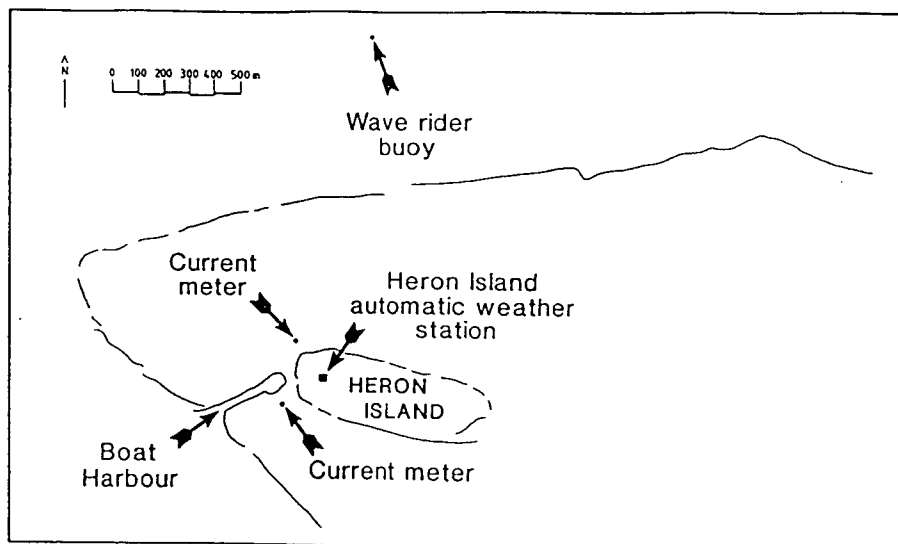 N
0 100 200 300 400 500 m
Wave rider
buoy
Current
meter
Heron Island
automatic weather
station
HERON
ISLAND
Boat
Harbour
Current meter